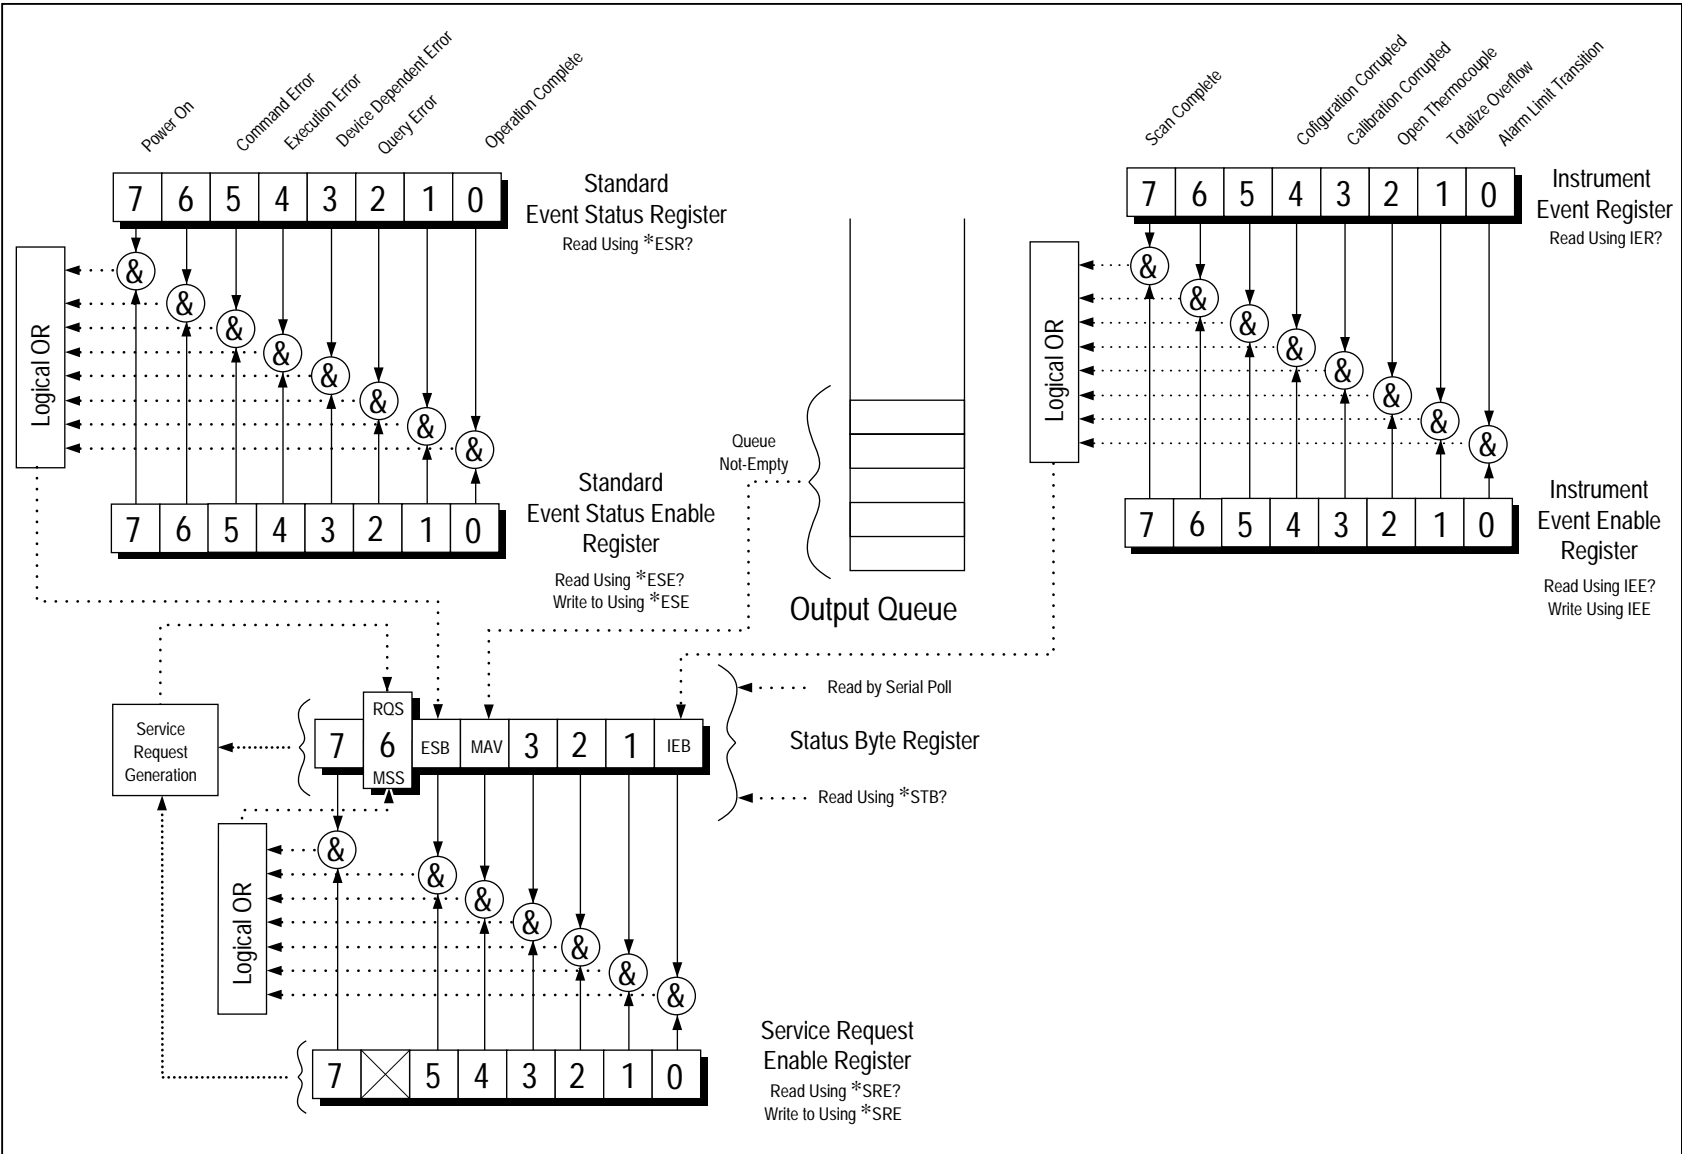 Power On
Command Error
Execution Error
Device Dependent Error
Query Error
Operation Complete
7 6 5 4 3 2 1 0
Standard
Event Status Register
Read Using *ESR?
& & & & & & & &
Logical OR
Standard
Event Status Enable
Register
7 6 5 4 3 2 1 0
Read Using *ESE?
Write to Using *ESE
Queue
Not-Empty
Output Queue
Scan Complete
Cofiguration Corrupted
Calibration Corrupted
Open Thermocouple
Totalize Overflow
Alarm Limit Transition
7 6 5 4 3 2 1 0
Instrument
Event Register
Read Using IER?
& & & & & & & &
Logical OR
7 6 5 4 3 2 1 0
Instrument
Event Enable
Register
Read Using IEE?
Write Using IEE
Service
Request
Generation
RQS
7 6 ESB MAV 3 2 1 IEB
MSS
Read by Serial Poll
Status Byte Register
Read Using *STB?
& & & & & & &
Logical OR
7 5 4 3 2 1 0
Service Request
Enable Register
Read Using *SRE?
Write to Using *SRE